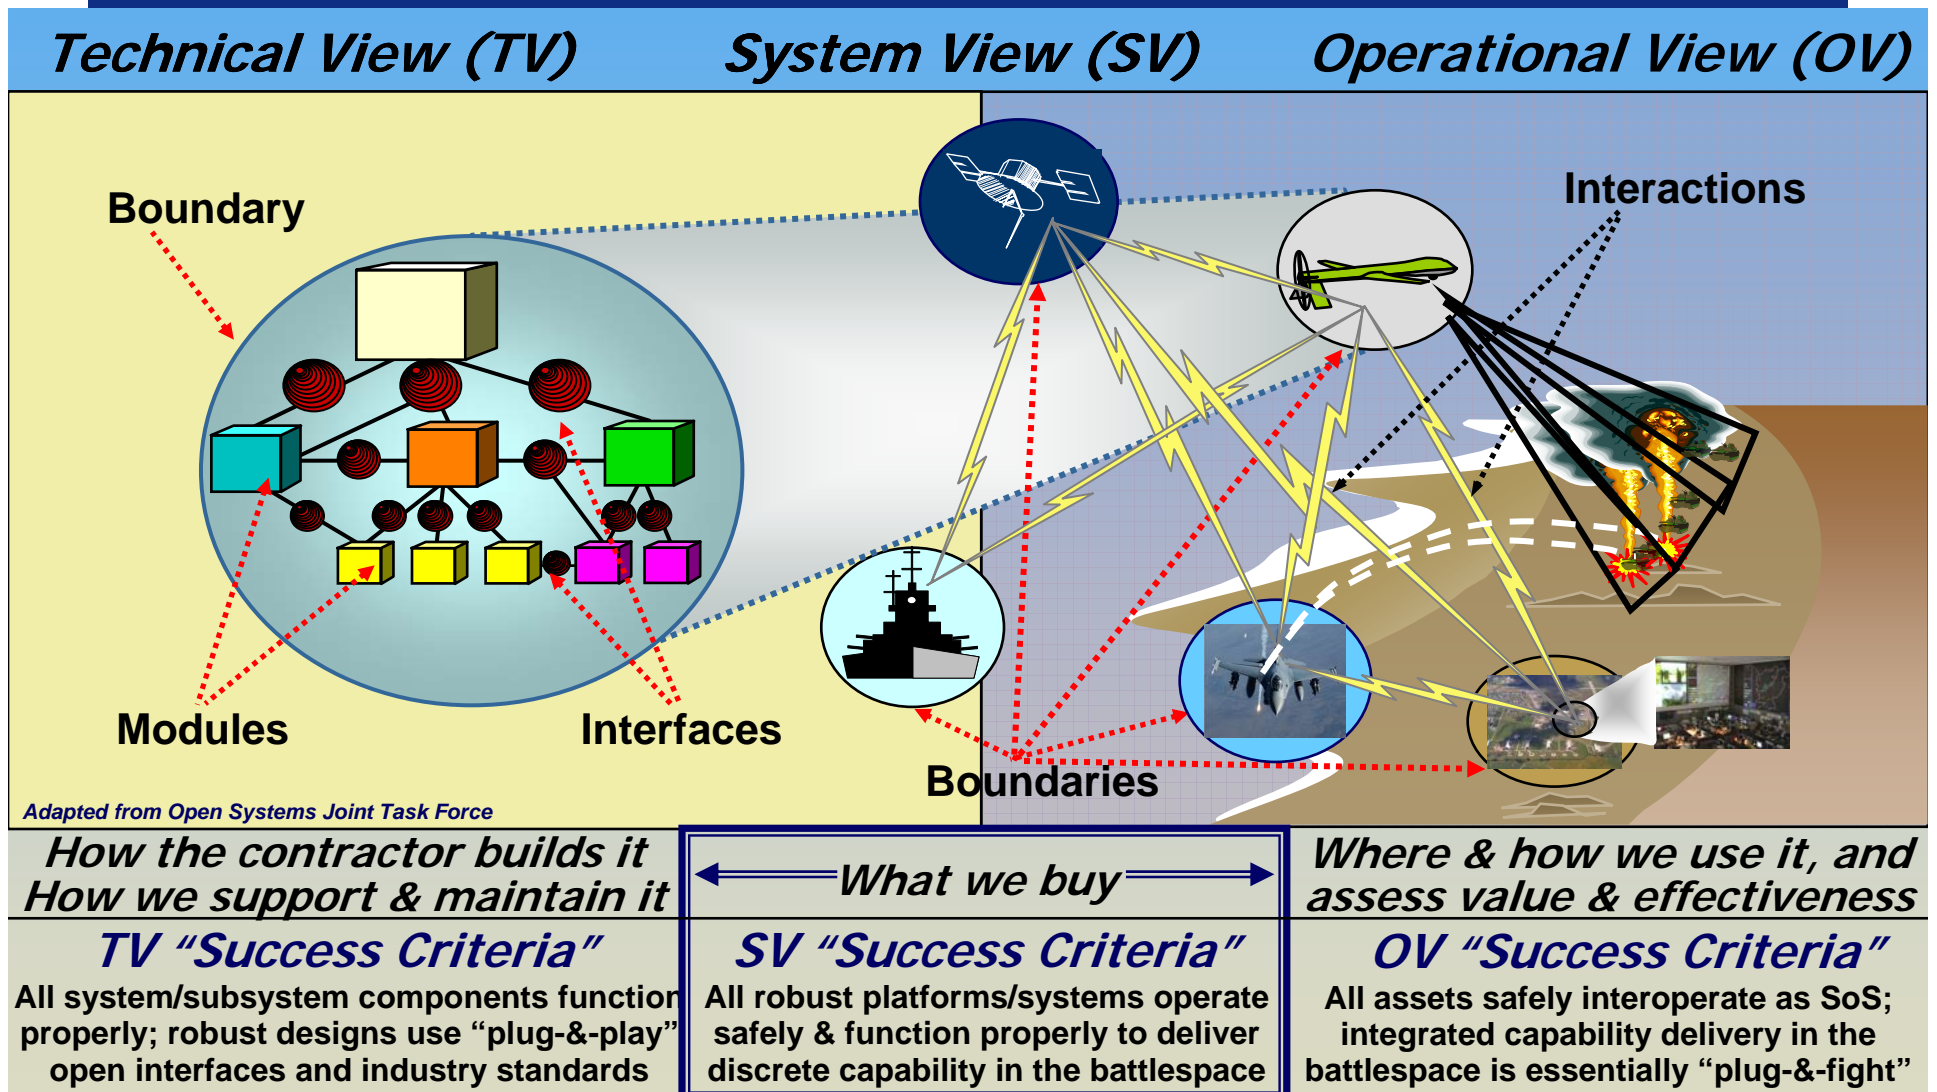 Technical View (TV)
System View (SV)
Operational View (OV)
Boundary
Interactions
Modules
Interfaces
Boundaries
Adapted from Open Systems Joint Task Force
How the contractor builds it
How we support & maintain it
What we buy
Where & how we use it, and
assess value & effectiveness
TV “Success Criteria”
All system/subsystem components function
properly; robust designs use “plug-&-play”
open interfaces and industry standards
SV “Success Criteria”
All robust platforms/systems operate
safely & function properly to deliver
discrete capability in the battlespace
OV “Success Criteria”
All assets safely interoperate as SoS;
integrated capability delivery in the
battlespace is essentially “plug-&-fight”